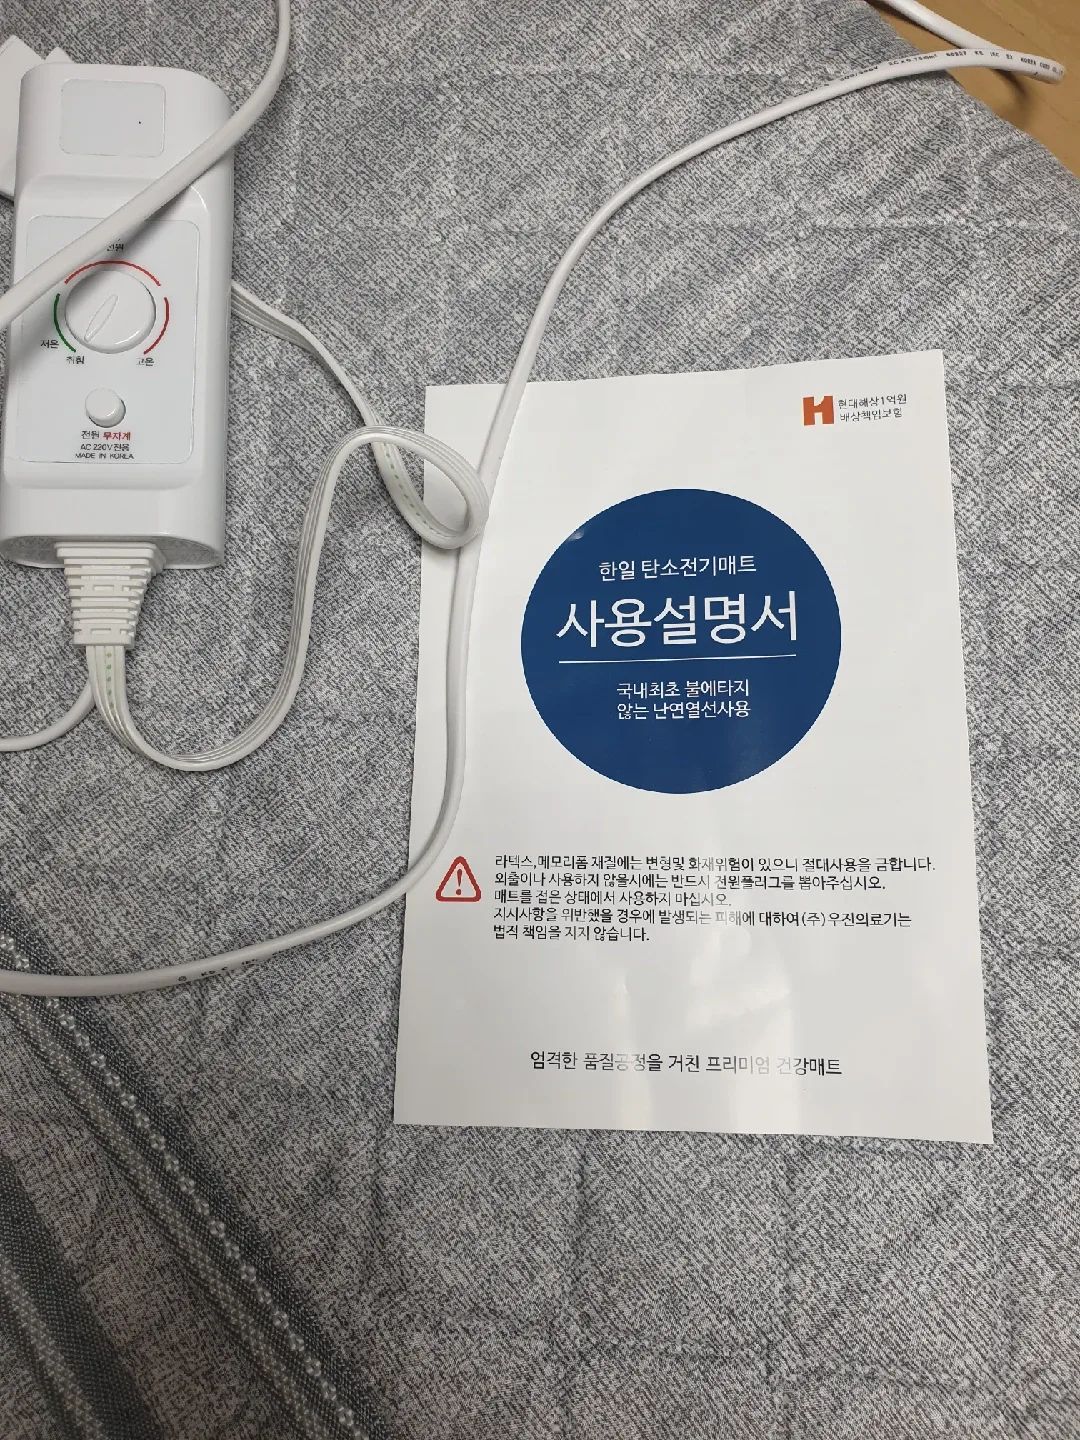 전원
저온
취침
고온
전원 무자계
AC 220V 전용
MADE IN KOREA
현대해상1억원
배상책임보험
한일 탄소전기매트
사용설명서
국내최초 불에타지
않는 난연열선사용
라텍스,메모리폼 재질에는 변형및 화재위험이 있으니 절대사용을 금합니다.
외출이나 사용하지 않을시에는 반드시 전원플러그를 뽑아주십시오.
매트를 접은 상태에서 사용하지 마십시오.
지시사항을 위반했을 경우에 발생되는 피해에 대하여 (주)우진의료기는
법적 책임을 지지 않습니다.
엄격한 품질공정을 거친 프리미엄 건강매트